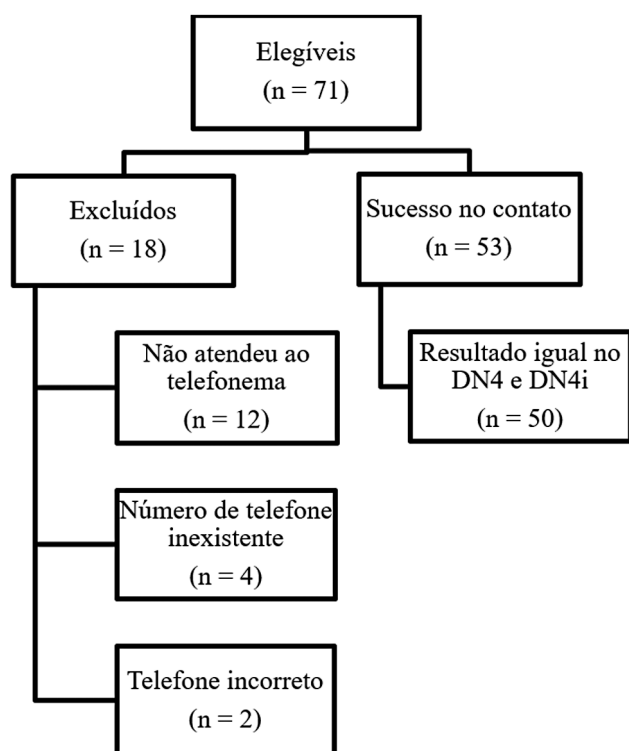 Elegíveis
(n = 71)
Excluídos
(n = 18)
Sucesso no contato
(n = 53)
Não atendeu ao
telefonema
(n = 12)
Resultado igual no
DN4 e DN4i
(n = 50)
Número de telefone
inexistente
(n = 4)
Telefone incorreto
(n = 2)